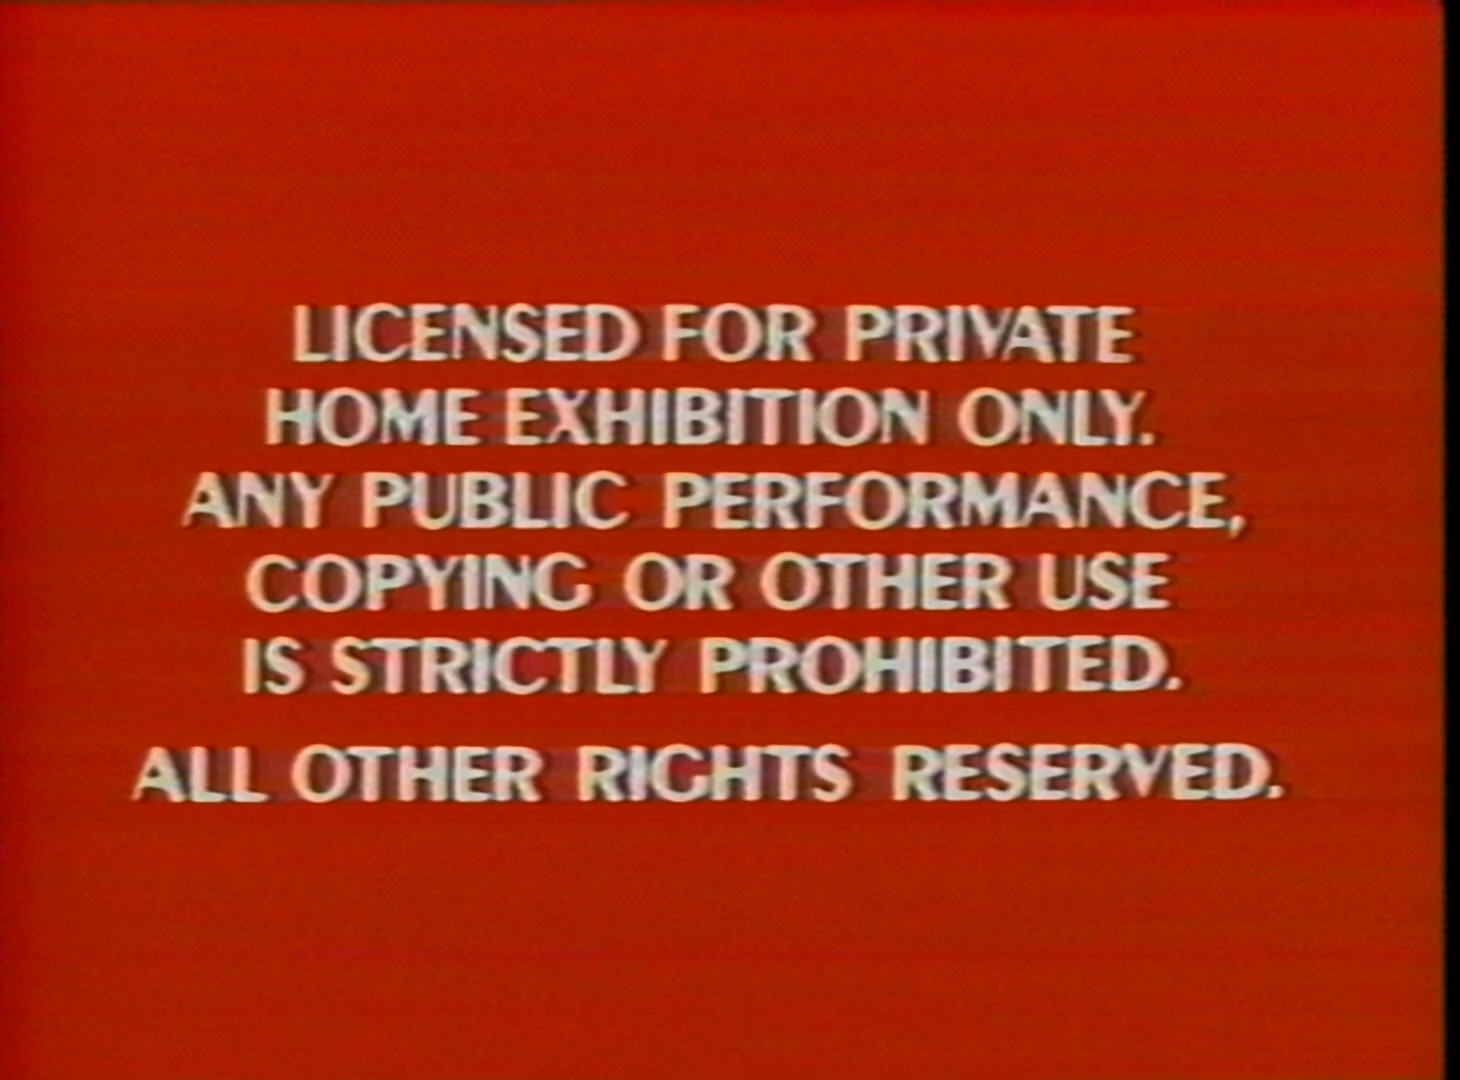 LICENSED FOR PRIVATE
HOME EXHIBITION ONLY.
ANY PUBLIC PERFORMANCE,
COPYING OR OTHER USE
IS STRICTLY PROHIBITED.
ALL OTHER RIGHTS RESERVED.